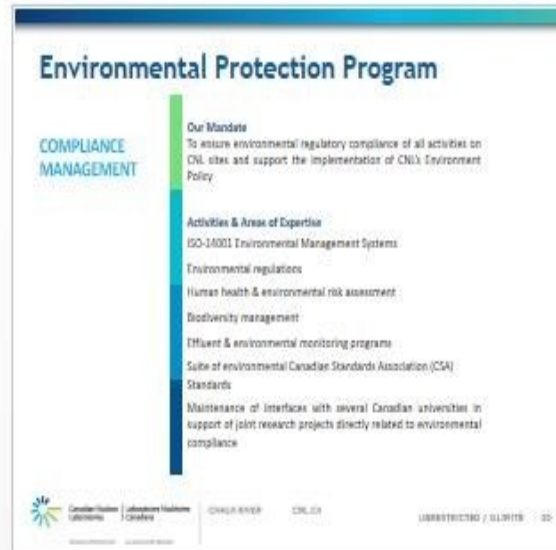 Environmental Protection Program
COMPLIANCE
MANAGEMENT
Our Mandate
To ensure environmental regulatory compliance of all activities on
CNL sites and support the implementation of CNL's Environment
Policy
Activities & Areas of Expertise
ISO-14001 Environmental Management Systems
Environmental regulations
Human health & environmental risk assessment
Biodiversity management
Effluent & environmental monitoring programs
Suite of environmental Canadian Standards Association (CSA)
Standards
Maintenance of interfaces with several Canadian universities in
support of joint research projects directly related to environmental
compliance
Canadian Nuclear | Laboratoires Nucléaires
Laboratories | Canadiens
CHALK RIVER
CNL.CA
UNRESTRICTED / ILLIMITÉ